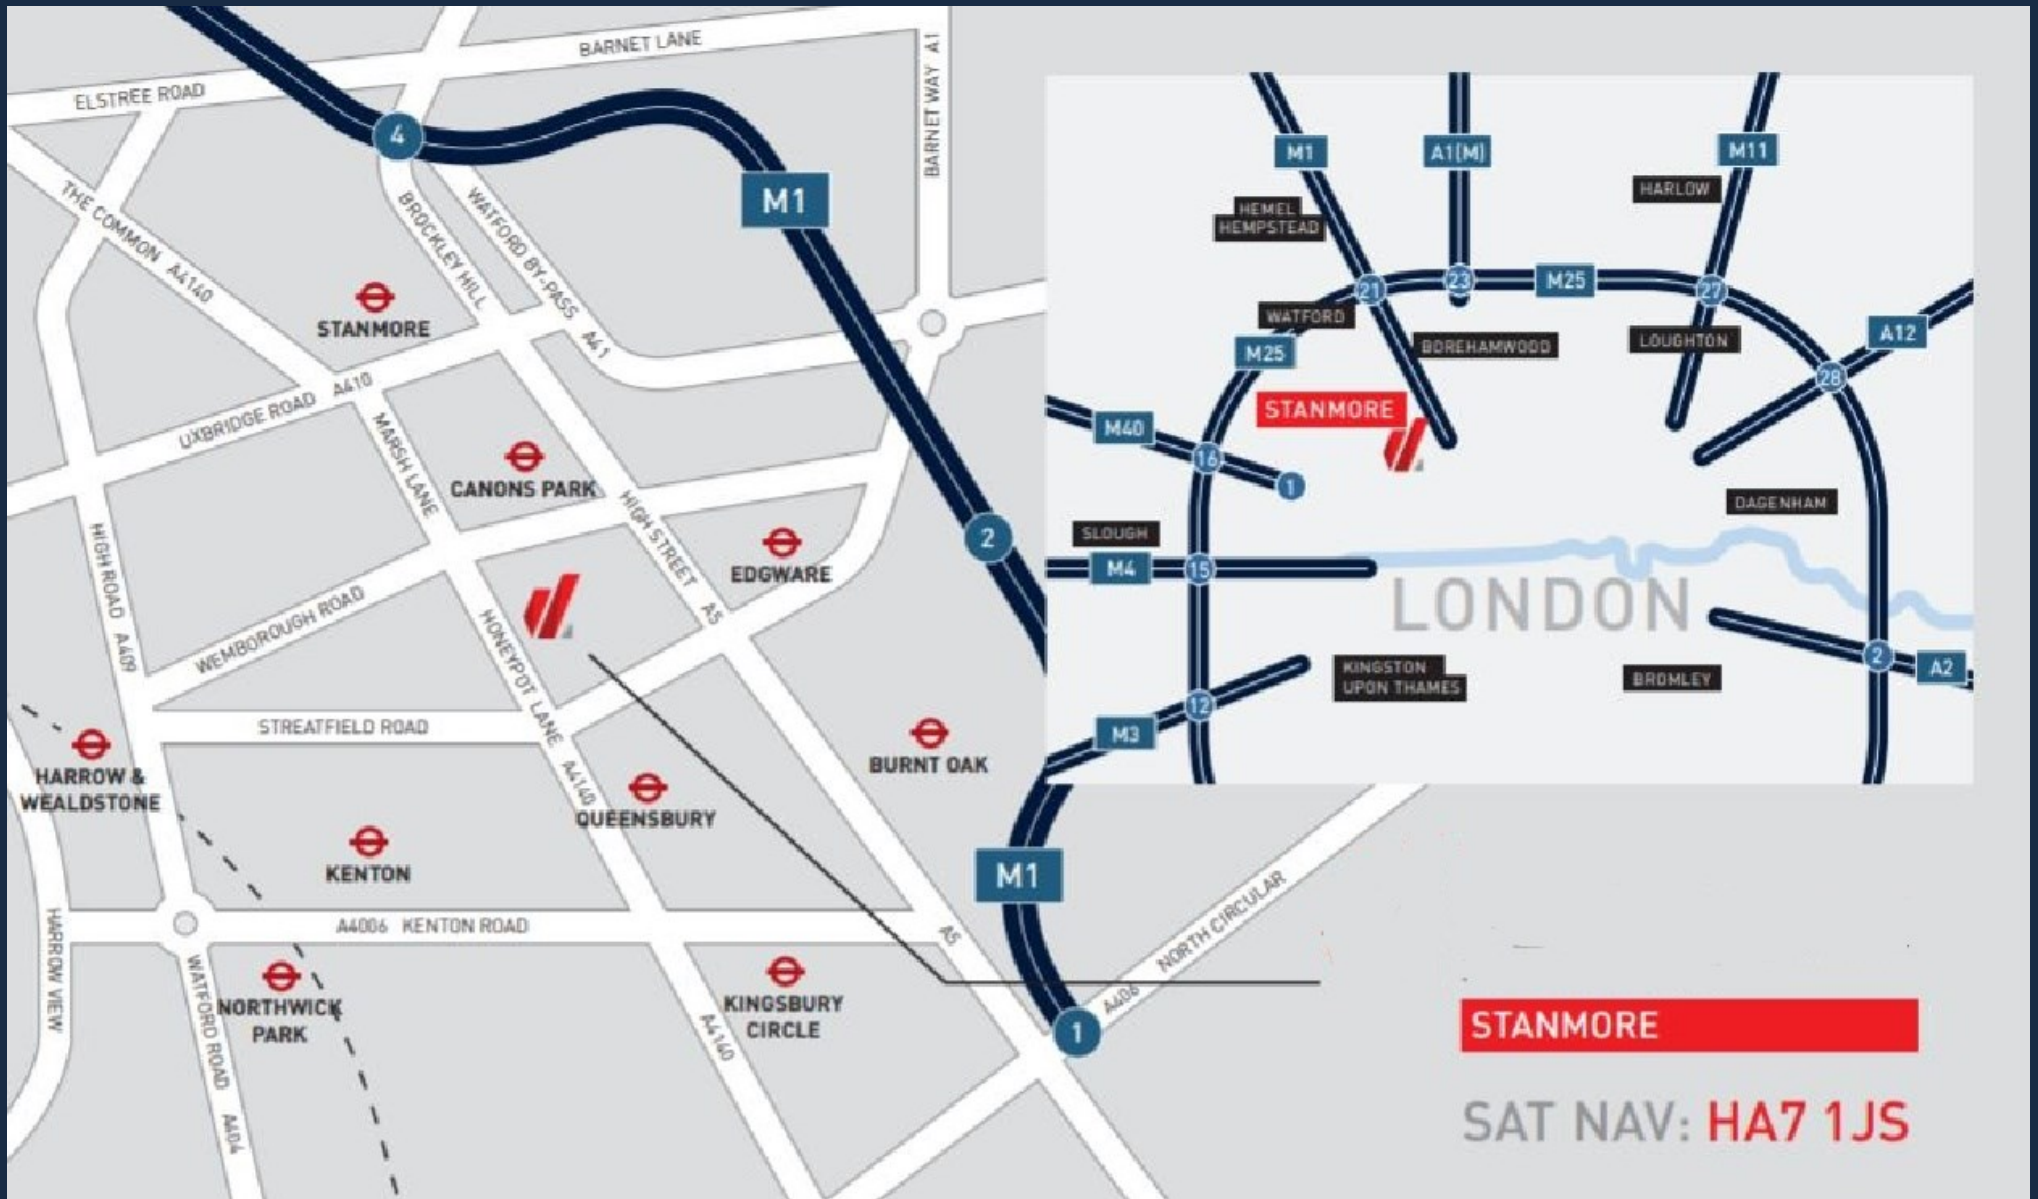 BARNET LANE
ELSTREE ROAD
BARNET WAY A1
4
M1
THE COMMON A4140
BROCKLEY HILL
WATFORD BY-PASS A41
STANMORE
UXBRIDGE ROAD A410
MARSH LANE
CANONS PARK
HIGH STREET A5
EDGWARE
2
HIGH ROAD A409
WEMBOROUGH ROAD
HONEYPOT LANE A4140
STREATFIELD ROAD
HARROW &
WEALDSTONE
BURNT OAK
QUEENSBURY
KENTON
M1
A4006 KENTON ROAD
A5
HARROW VIEW
WATFORD ROAD A404
NORTHWICK
PARK
A4140
KINGSBURY
CIRCLE
1
A406 NORTH CIRCULAR
M1
A1(M)
M11
HARLOW
HEMEL
HEMPSTEAD
21
23
M25
27
WATFORD
BOREHAMWOOD
LOUGHTON
A12
M25
28
STANMORE
M40
16
1
DAGENHAM
SLOUGH
M4
15
LONDON
KINGSTON
UPON THAMES
BROMLEY
2
A2
12
M3
STANMORE
SAT NAV: HA7 1JS